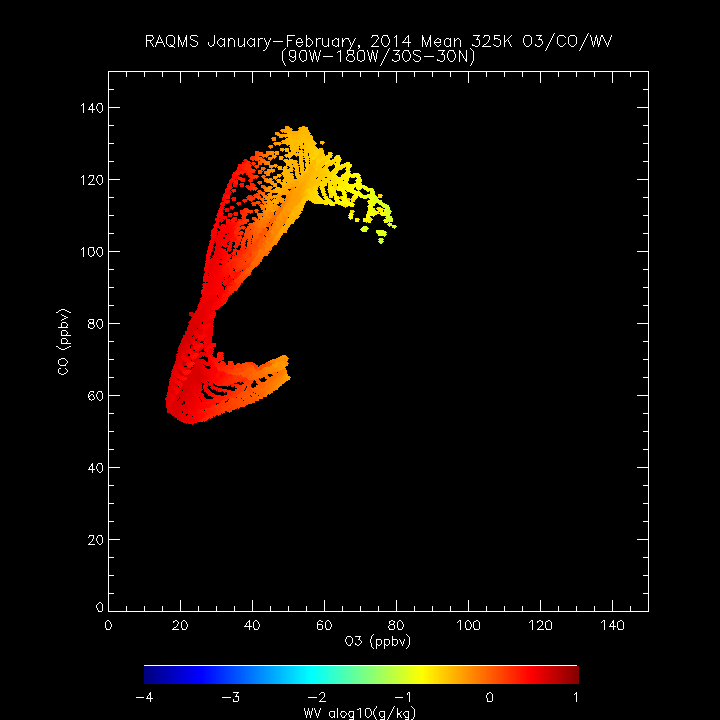 RAQMS January-February, 2014 Mean 325K O3/CO/WV
(90W-180W/30S-30N)
140
120
100
80
60
40
20
0
CO (ppbv)
0 20 40 60 80 100 120 140
O3 (ppbv)
-4 -3 -2 -1 0 1
WV alog10(g/kg)